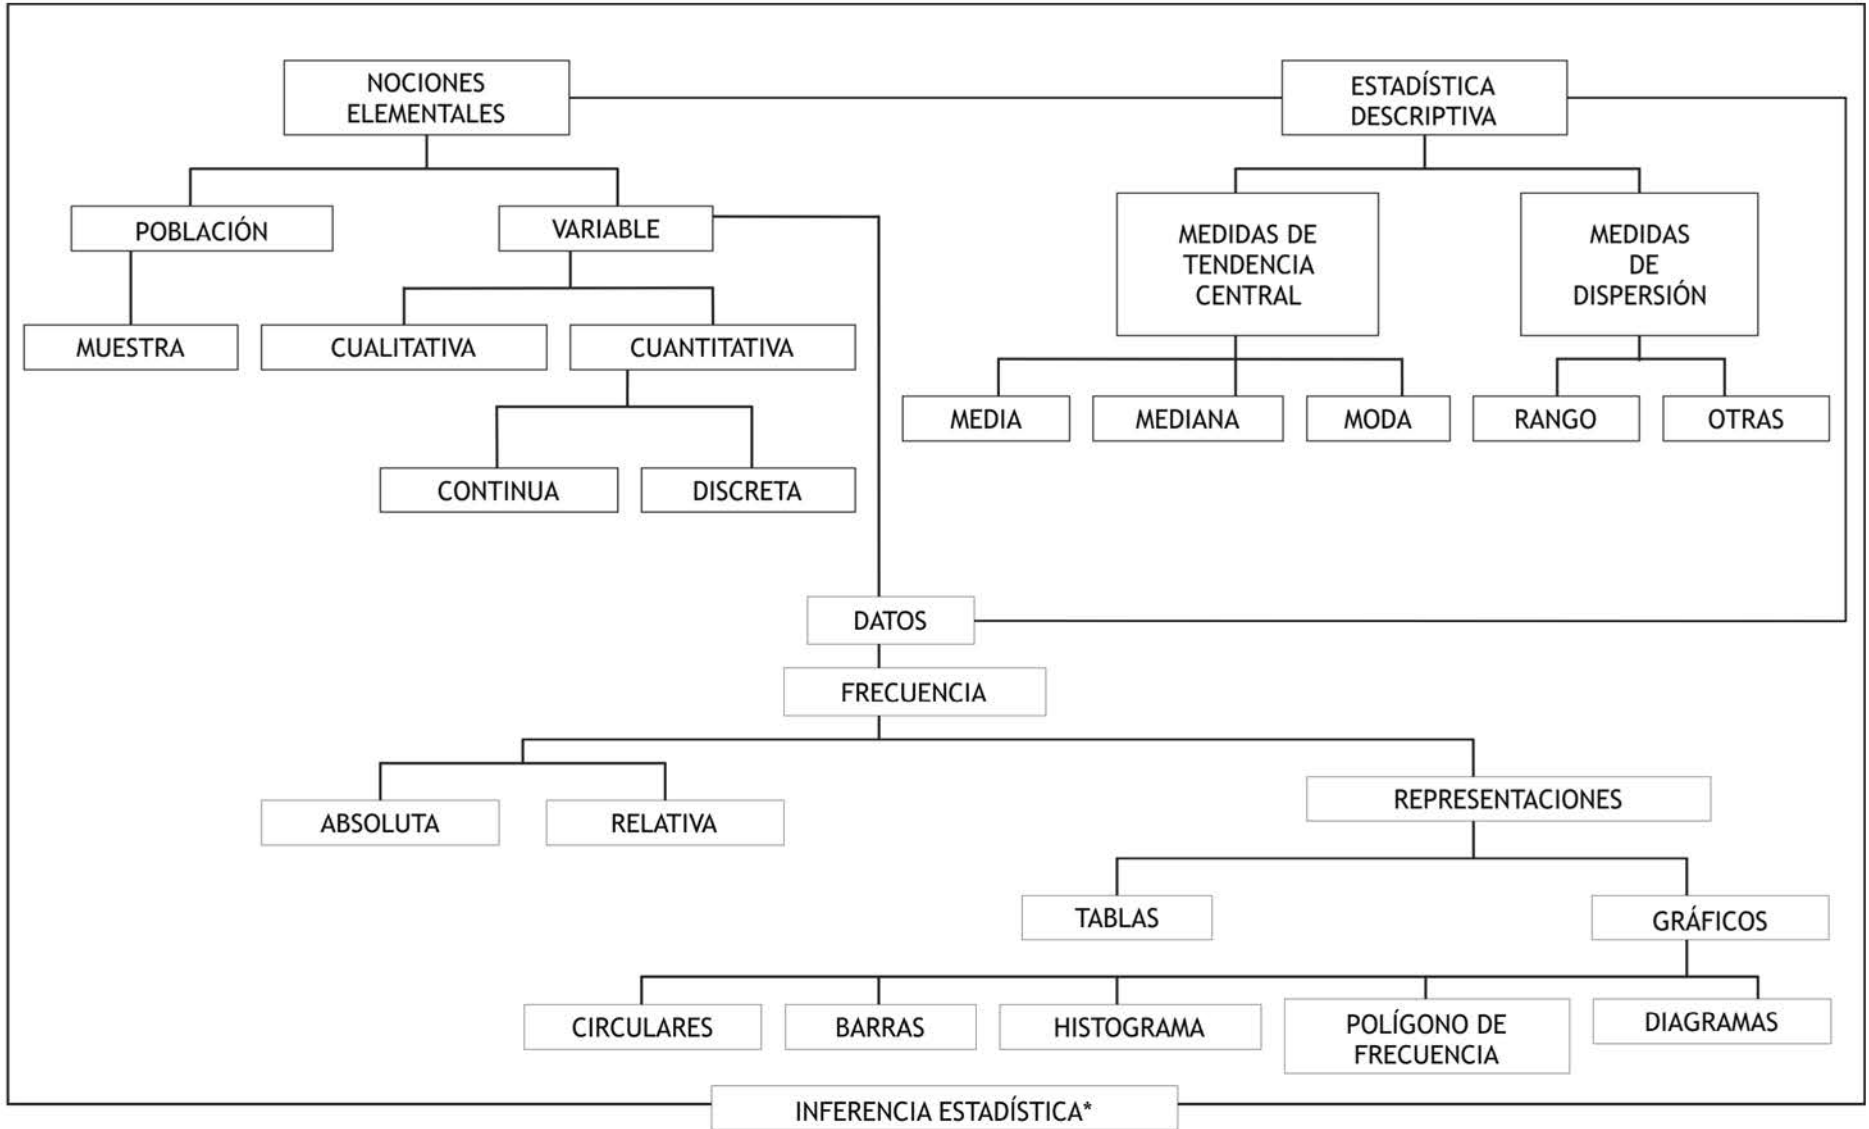 NOCIONES
ELEMENTALES
ESTADÍSTICA
DESCRIPTIVA
POBLACIÓN
VARIABLE
MEDIDAS DE
TENDENCIA
CENTRAL
MEDIDAS
DE
DISPERSIÓN
MUESTRA
CUALITATIVA
CUANTITATIVA
MEDIA
MEDIANA
MODA
RANGO
OTRAS
CONTINUA
DISCRETA
DATOS
FRECUENCIA
ABSOLUTA
RELATIVA
REPRESENTACIONES
TABLAS
GRÁFICOS
CIRCULARES
BARRAS
HISTOGRAMA
POLÍGONO DE
FRECUENCIA
DIAGRAMAS
INFERENCIA ESTADÍSTICA*